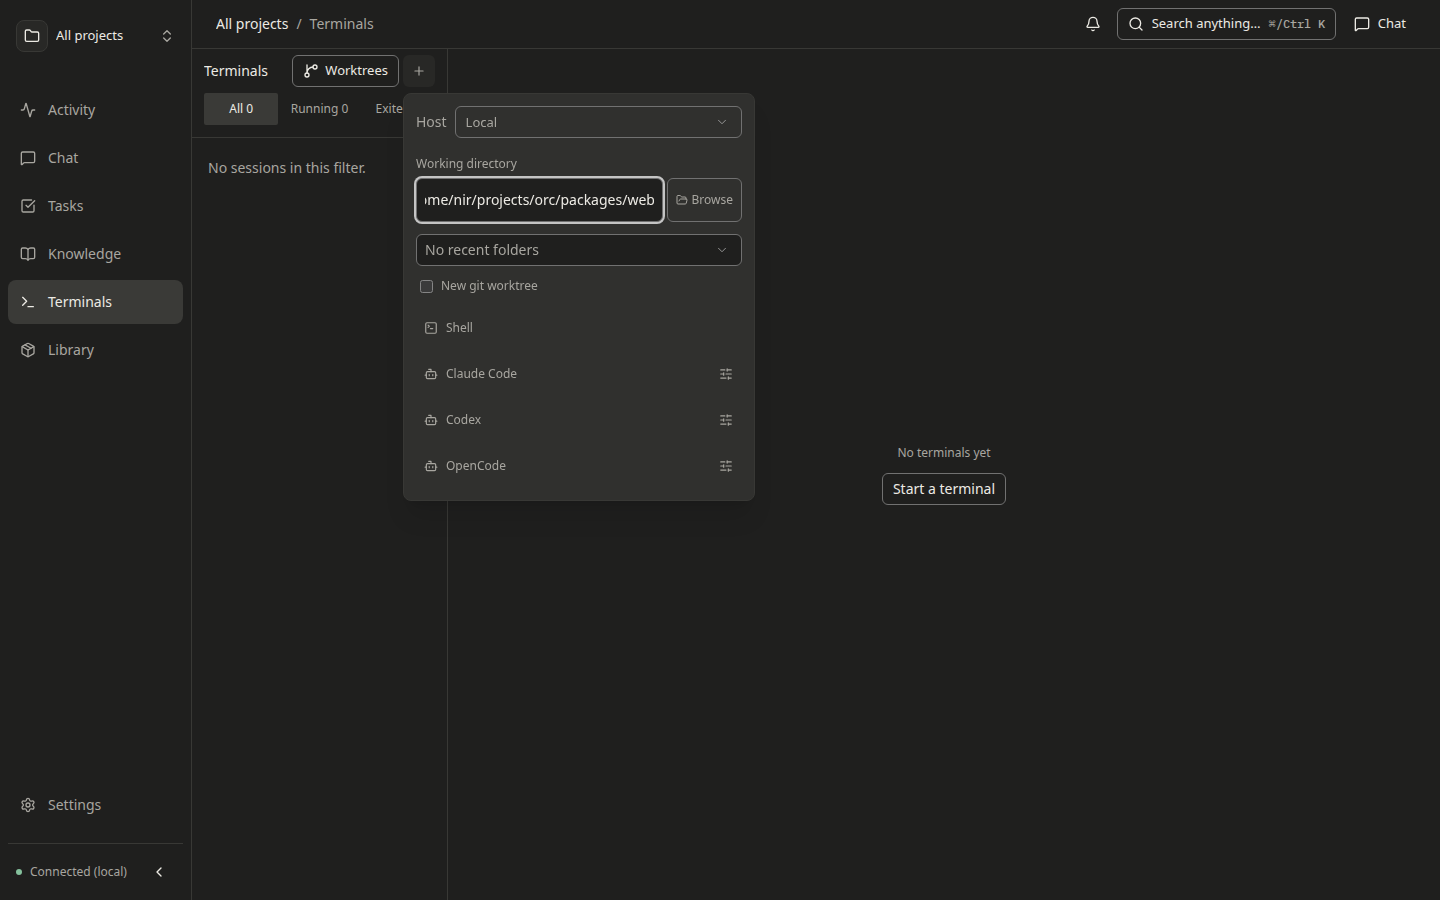 All projects
All projects / Terminals
Search anything... ⌘/Ctrl K
Chat
Activity
Chat
Tasks
Knowledge
Terminals
Library
Settings
Connected (local)
Terminals
Worktrees
All 0
Running 0
Exite
No sessions in this filter.
Host
Local
Working directory
ome/nir/projects/orc/packages/web
Browse
No recent folders
New git worktree
Shell
Claude Code
Codex
OpenCode
No terminals yet
Start a terminal